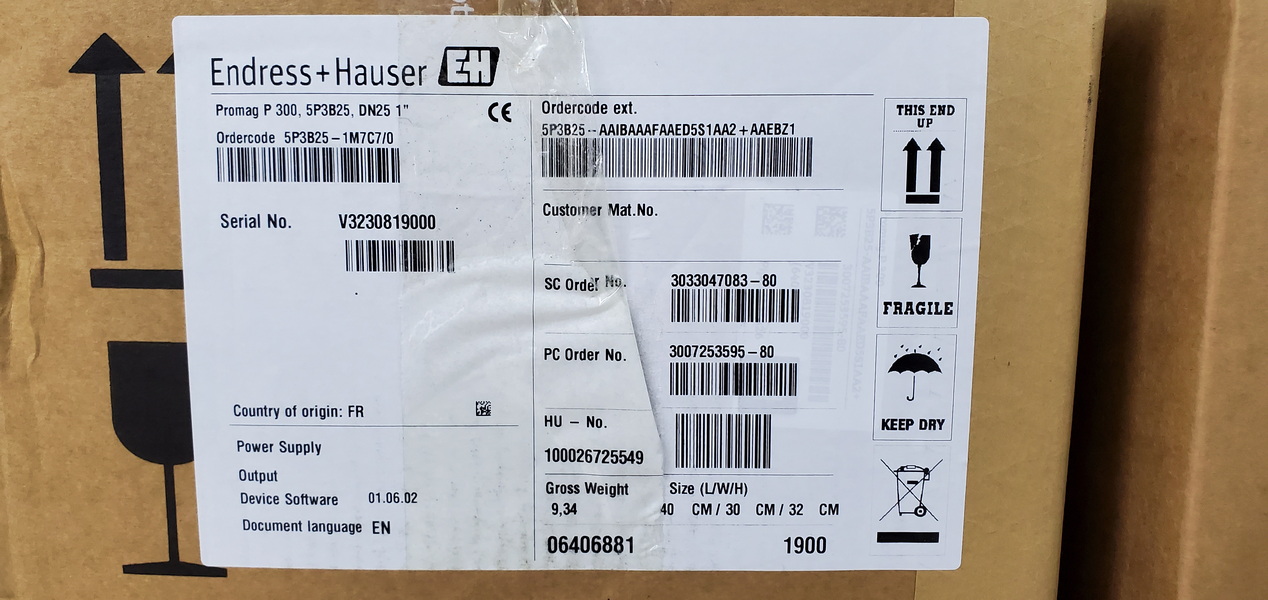 Endress+Hauser EH
Promag P 300, 5P3B25, DN25 1" CE
Ordercode 5P3B25-1M7C7/0
Serial No. V3230819000
Country of origin: FR
Power Supply
Output
Device Software 01.06.02
Document language EN
Ordercode ext.
5P3B25--AAIBAAAFAAED5S1AA2+AAEBZ1
Customer Mat.No.
SC Order No. 3033047083-80
PC Order No. 3007253595-80
HU - No.
100026725549
Gross Weight Size (L/W/H)
9,34 40 CM / 30 CM / 32 CM
06406881 1900
THIS END
UP
FRAGILE
KEEP DRY